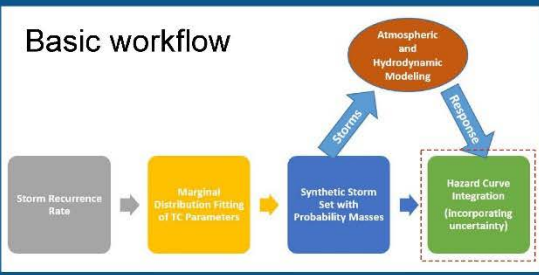 Basic workflow
Atmospheric
and
Hydrodynamic
Modeling
Storms
Response
Storm Recurrence
Rate
Marginal
Distribution Fitting
of TC Parameters
Synthetic Storm
Set with
Probability Masses
Hazard Curve
Integration
(incorporating
uncertainty)